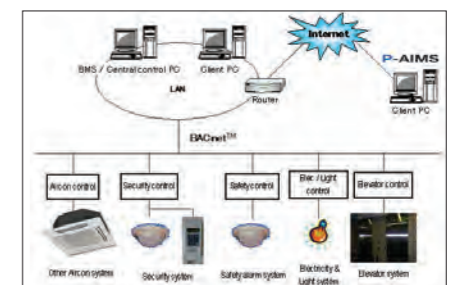 Internet
P-AIMS
BMS / Central control PC
Client PC
LAN
Router
Client PC
BACnet™
Aircon control
Security control
Safety control
Elec / Light
control
Elevator control
Other Aircon system
Security system
Safety alarm system
Electricity &
Light system
Elevator system